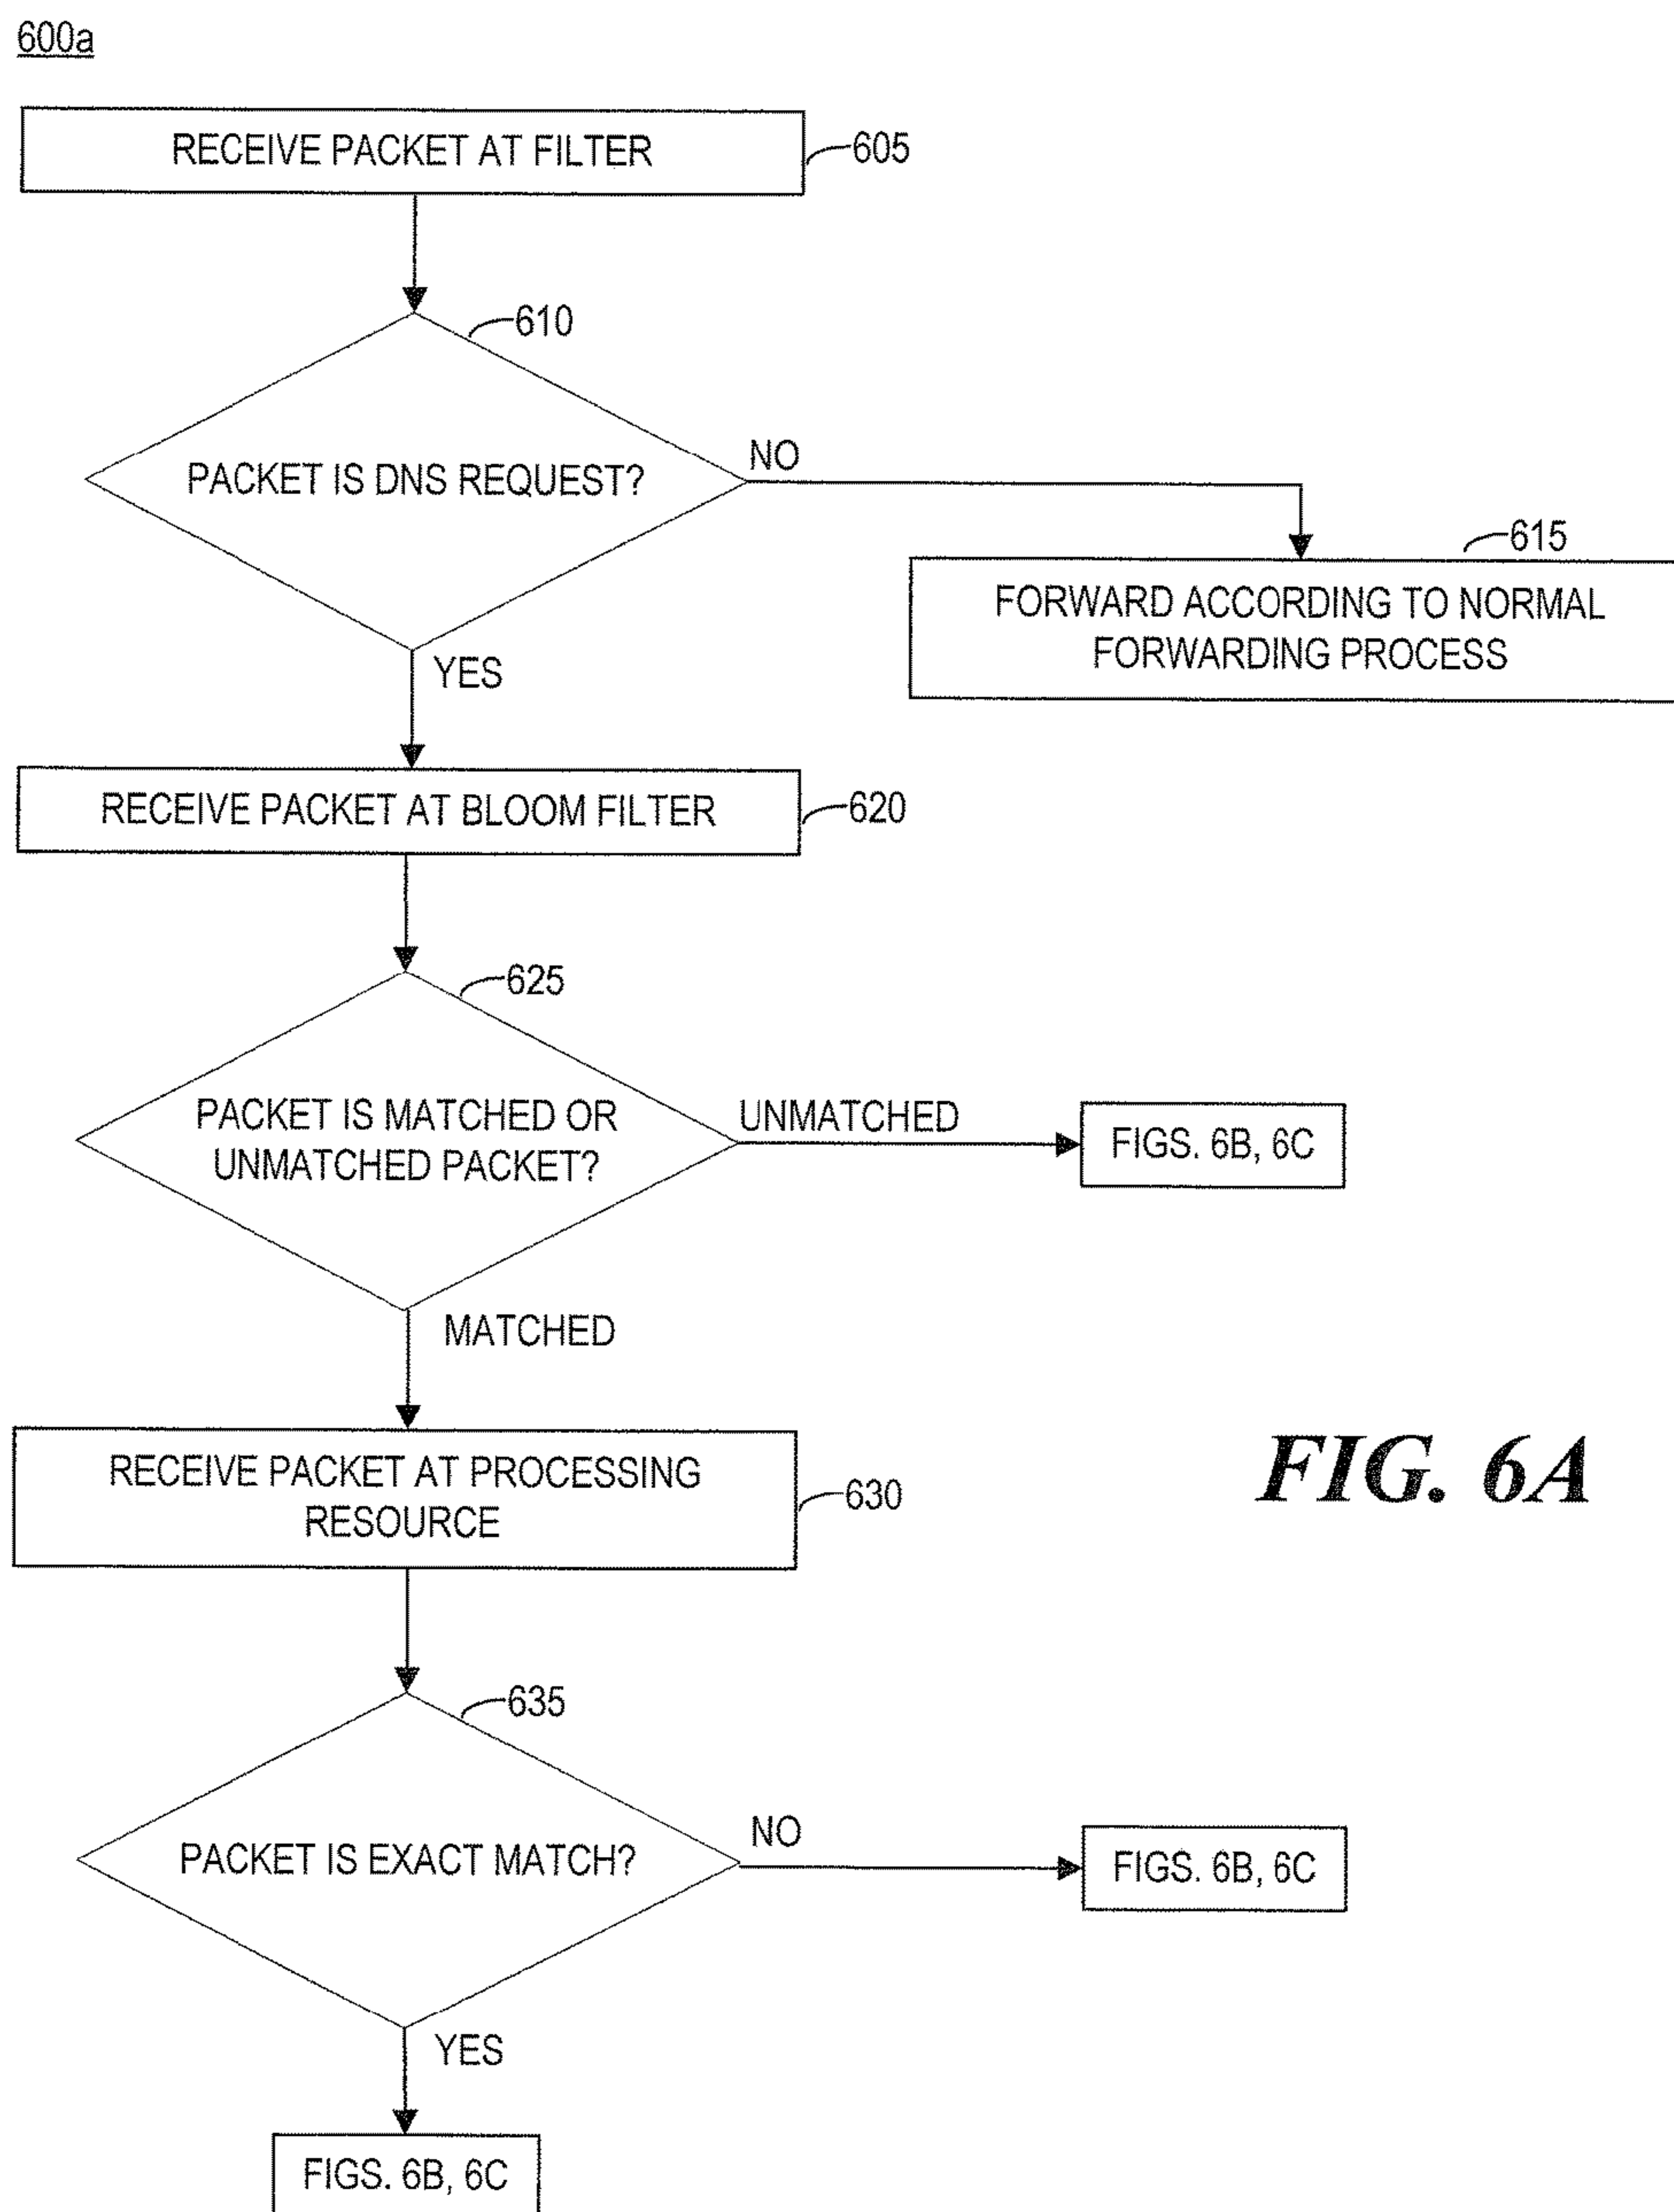 600a
RECEIVE PACKET AT FILTER
605
610
PACKET IS DNS REQUEST?
NO
615
FORWARD ACCORDING TO NORMAL
FORWARDING PROCESS
YES
RECEIVE PACKET AT BLOOM FILTER
620
625
PACKET IS MATCHED OR
UNMATCHED PACKET?
UNMATCHED
FIGS. 6B, 6C
MATCHED
RECEIVE PACKET AT PROCESSING
RESOURCE
630
FIG. 6A
635
PACKET IS EXACT MATCH?
NO
FIGS. 6B, 6C
YES
FIGS. 6B, 6C